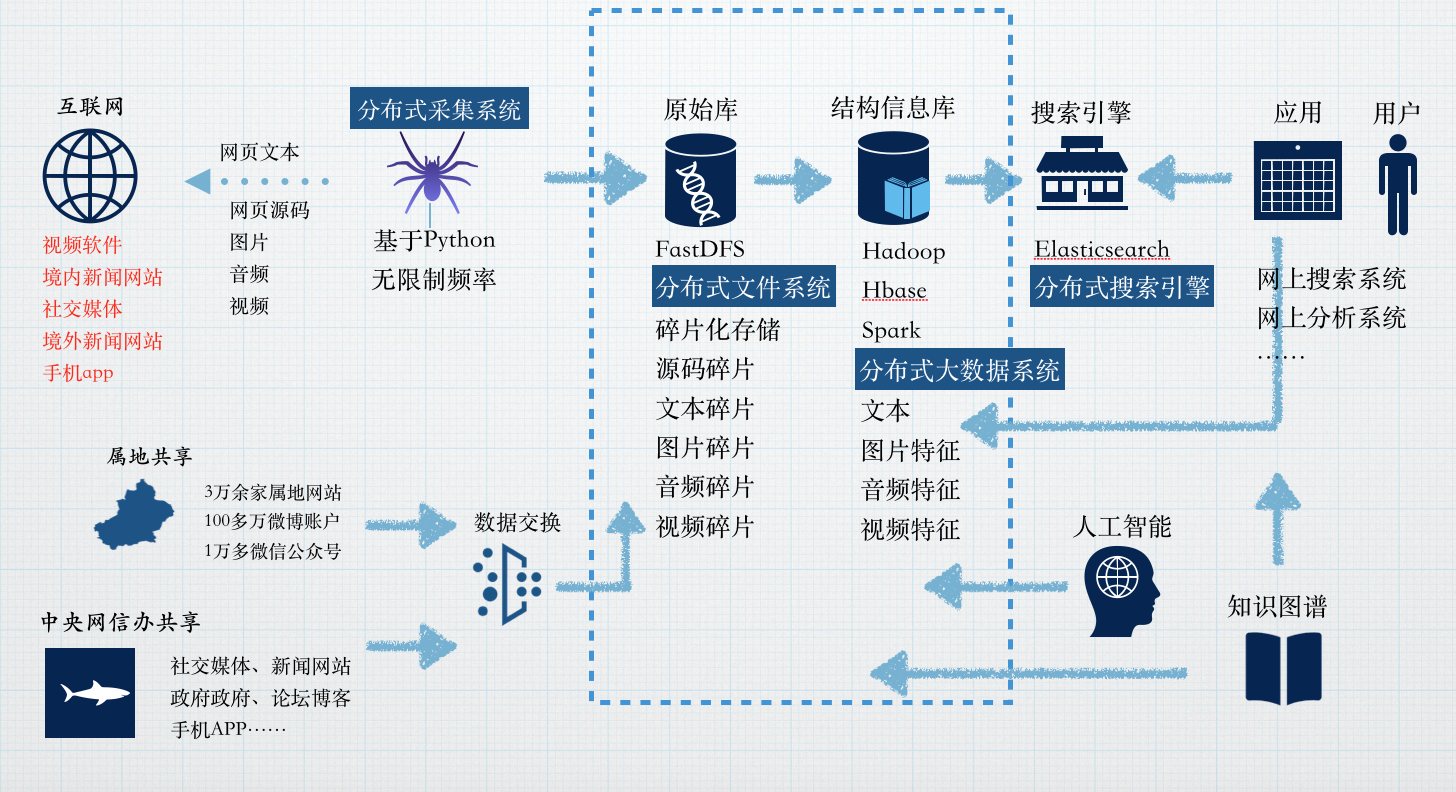 互联网
视频软件
境内新闻网站
社交媒体
境外新闻网站
手机app
网页文本
网页源码
图片
音频
视频
分布式采集系统
基于Python
无限制频率
属地共享
3万余家属地网站
100多万微博账户
1万多微信公众号
中央网信办共享
社交媒体、新闻网站
政府政府、论坛博客
手机APP……
数据交换
原始库
FastDFS
分布式文件系统
碎片化存储
源码碎片
文本碎片
图片碎片
音频碎片
视频碎片
结构信息库
Hadoop
Hbase
Spark
分布式大数据系统
文本
图片特征
音频特征
视频特征
搜索引擎
Elasticsearch
分布式搜索引擎
应用
用户
网上搜索系统
网上分析系统
……
人工智能
知识图谱